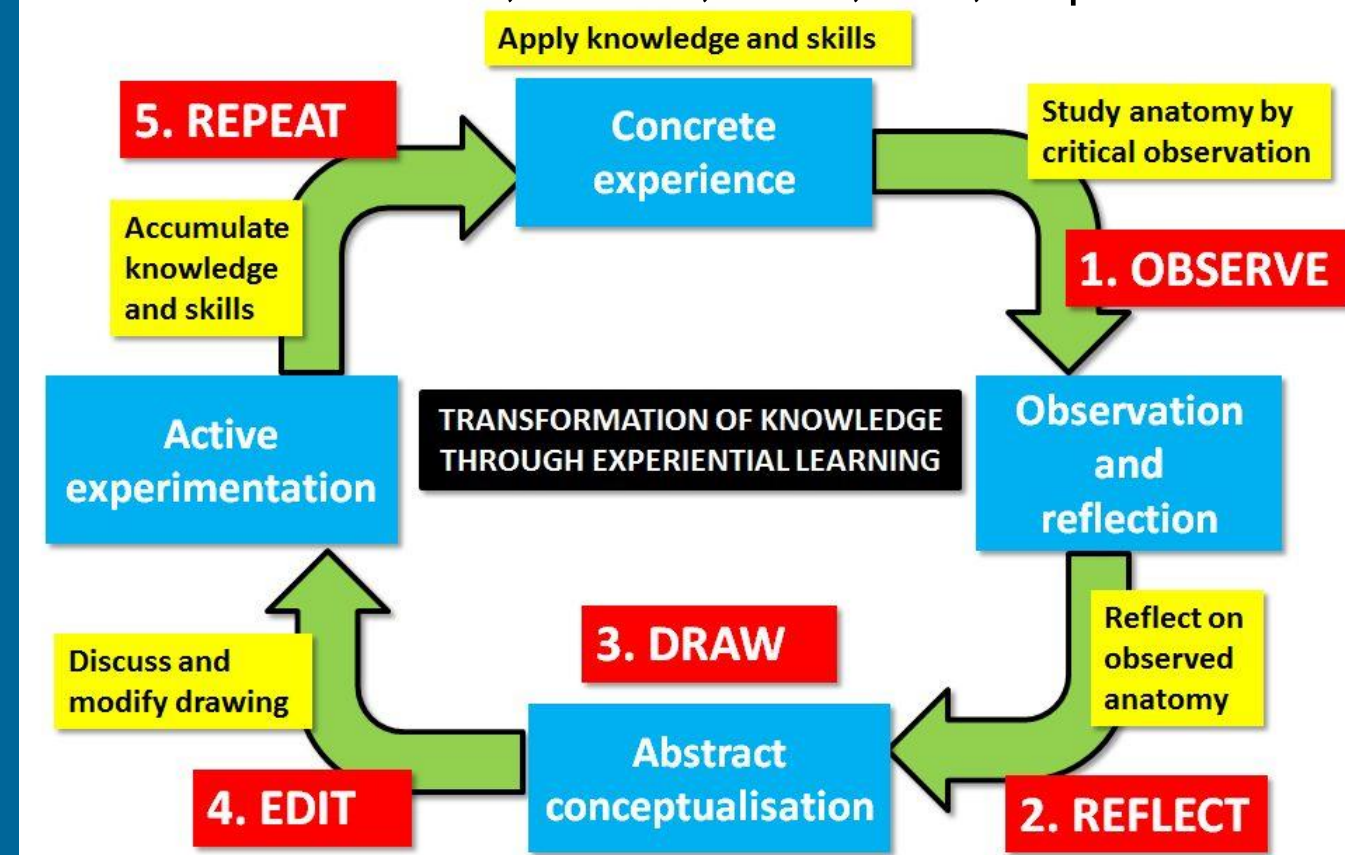 Apply knowledge and skills
5. REPEAT
Concrete
experience
Study anatomy by
critical observation
Accumulate
knowledge
and skills
1. OBSERVE
Active
experimentation
TRANSFORMATION OF KNOWLEDGE
THROUGH EXPERIENTIAL LEARNING
Observation
and
reflection
3. DRAW
Reflect on
observed
anatomy
Discuss and
modify drawing
Abstract
conceptualisation
4. EDIT
2. REFLECT